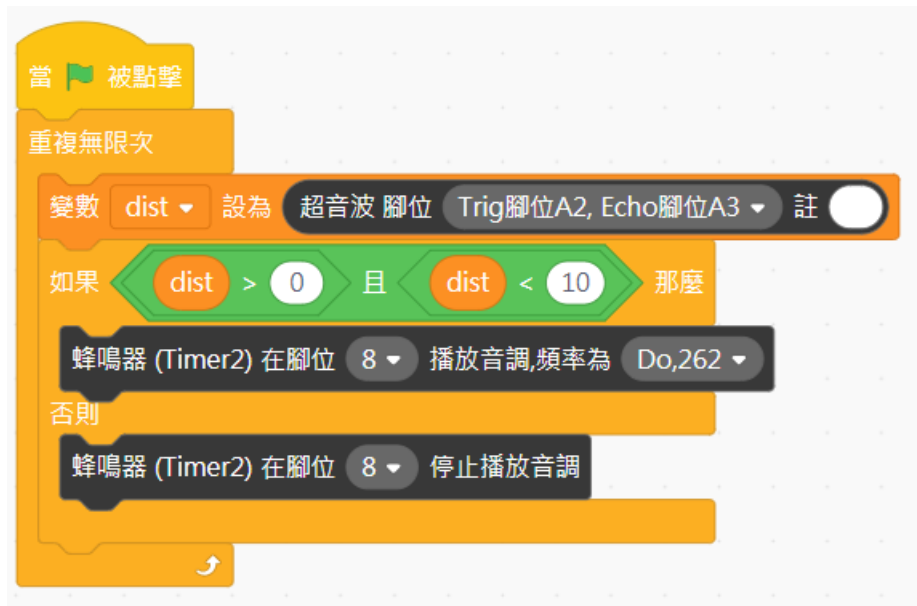 當 被點擊
重複無限次
變數 dist 設為 超音波 腳位 Trig腳位A2, Echo腳位A3 註
如果 dist > 0 且 dist < 10 那麼
蜂鳴器 (Timer2) 在腳位 8 播放音調,頻率為 Do,262
否則
蜂鳴器 (Timer2) 在腳位 8 停止播放音調